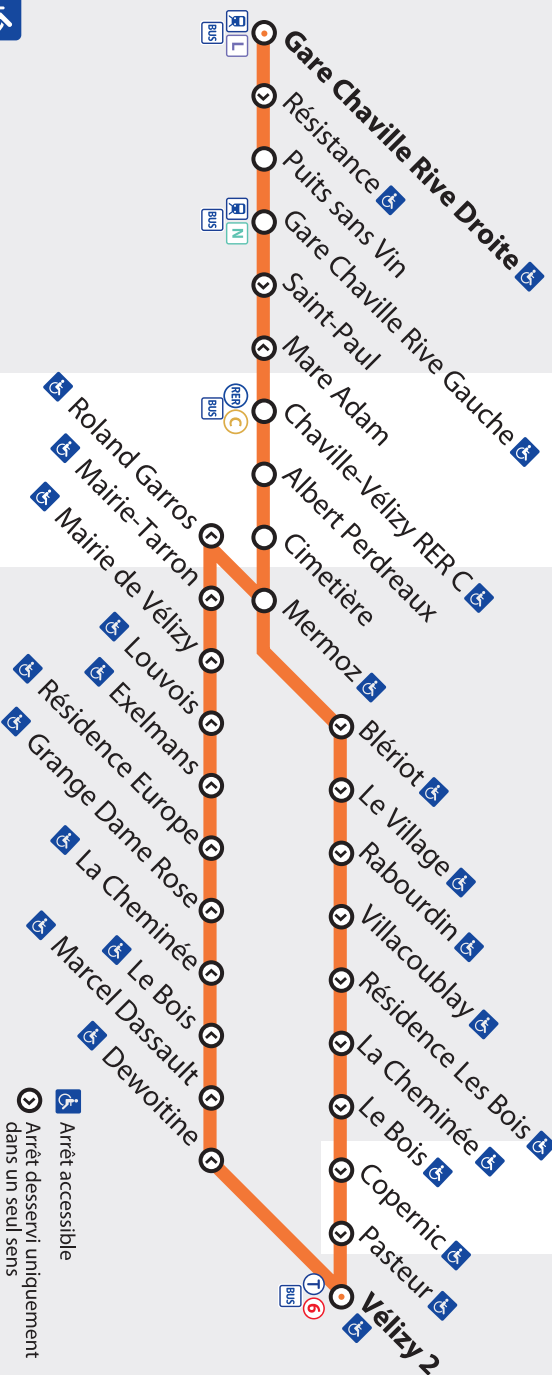 Gare Chaville Rive Droite
BUS
L
Résistance
Puits sans Vin
Gare Chaville Rive Gauche
BUS
N
Saint-Paul
Mare Adam
Chaville-Vélizy RER C
RER
C
BUS
Albert Perdreaux
Cimetière
Mermoz
Blériot
Le Village
Rabourdin
Villacoublay
Résidence Les Bois
La Cheminée
Le Bois
Copernic
Pasteur
Vélizy 2
T
6
BUS
Roland Garros
Mairie-Tarron
Mairie de Vélizy
Louvois
Exelmans
Résidence Europe
Grange Dame Rose
La Cheminée
Le Bois
Marcel Dassault
Dewoitine
Arrêt accessible
Arrêt desservi uniquement
dans un seul sens